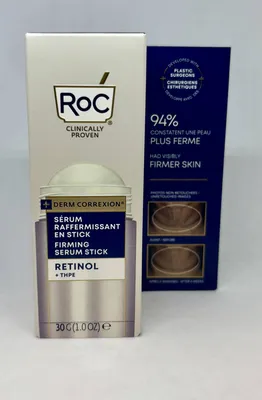 RoC
CLINICALLY
PROVEN
DERM CORREXION®
SÉRUM
RAFFERMISSANT
EN STICK
FIRMING
SERUM STICK
RETINOL
+ THPE
30 G (1.0 OZ) ℮
DEVELOPED WITH
PLASTIC
SURGEONS
CHIRURGIENS
ESTHÉTIQUES
94%
CONSTATENT UNE PEAU
PLUS FERME
HAD VISIBLY
FIRMER SKIN